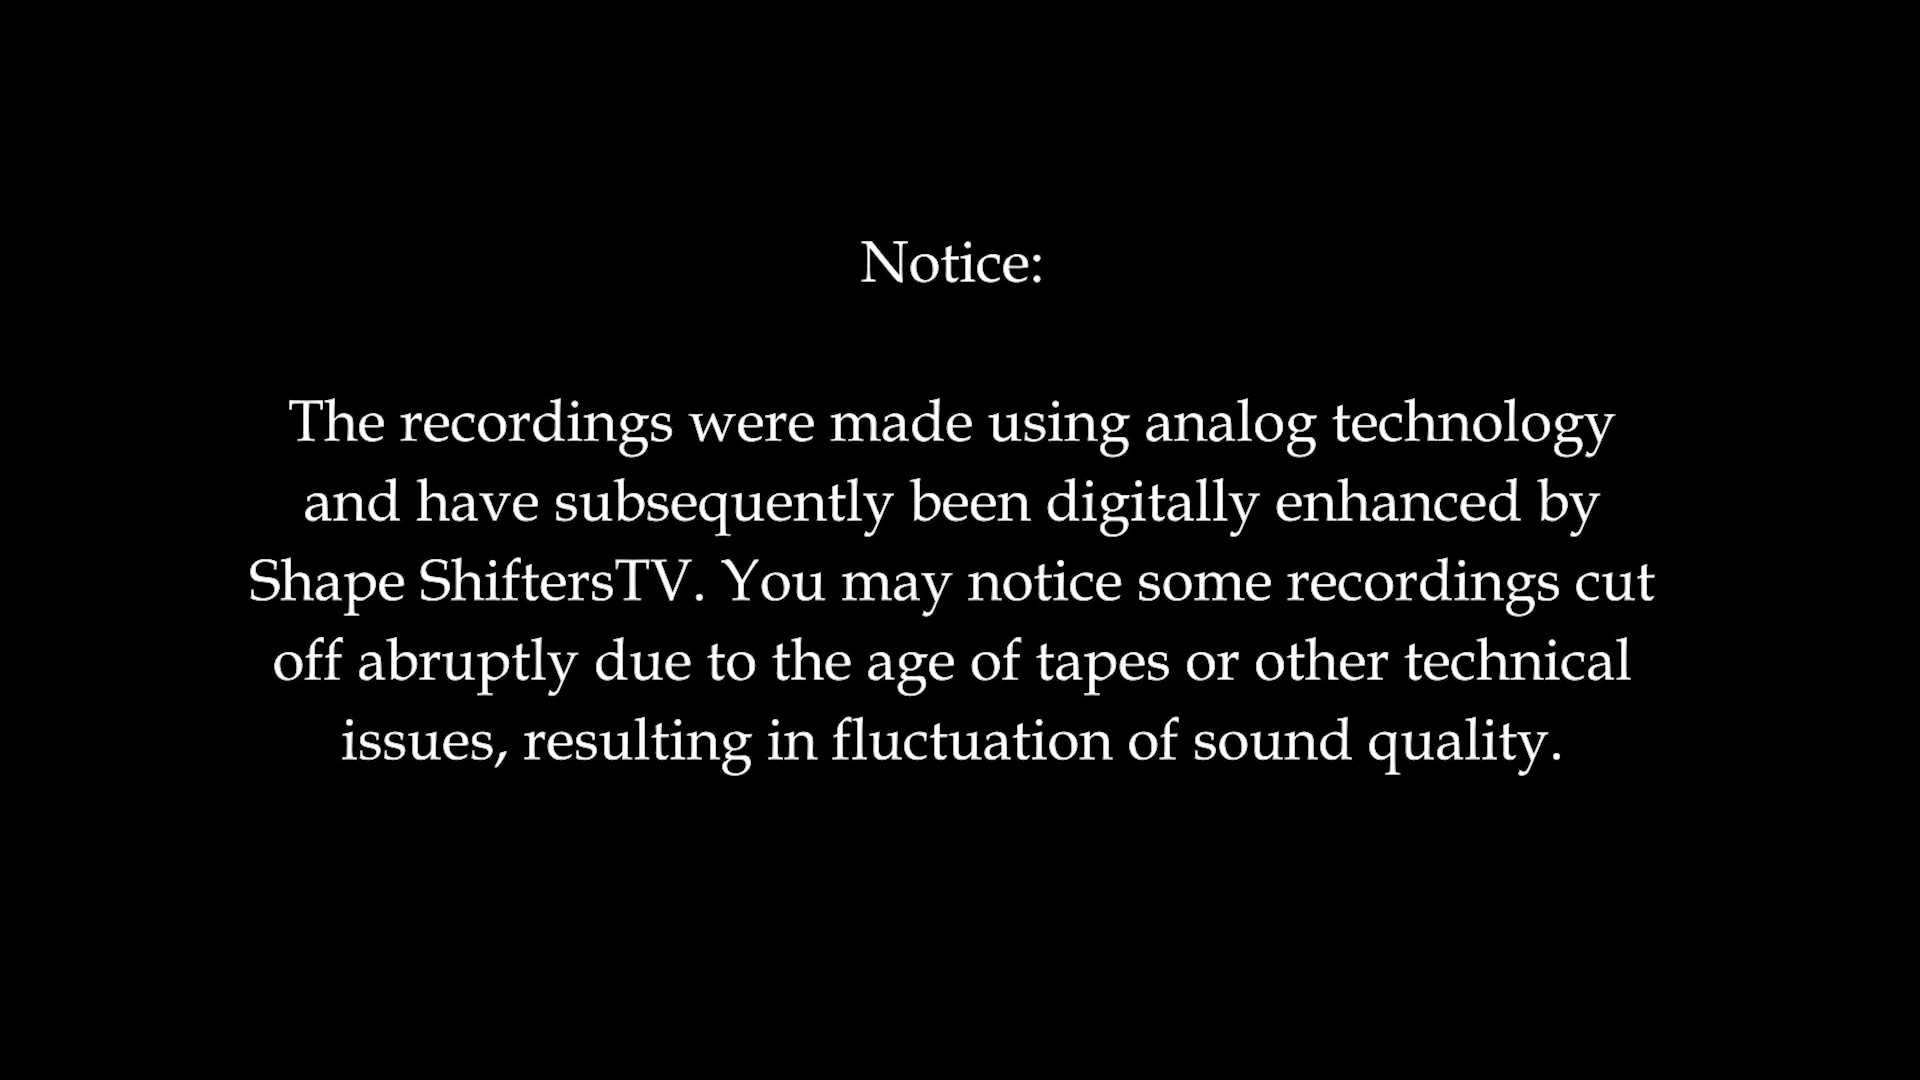 Notice:
The recordings were made using analog technology
and have subsequently been digitally enhanced by
Shape ShiftersTV. You may notice some recordings cut
off abruptly due to the age of tapes or other technical
issues, resulting in fluctuation of sound quality.